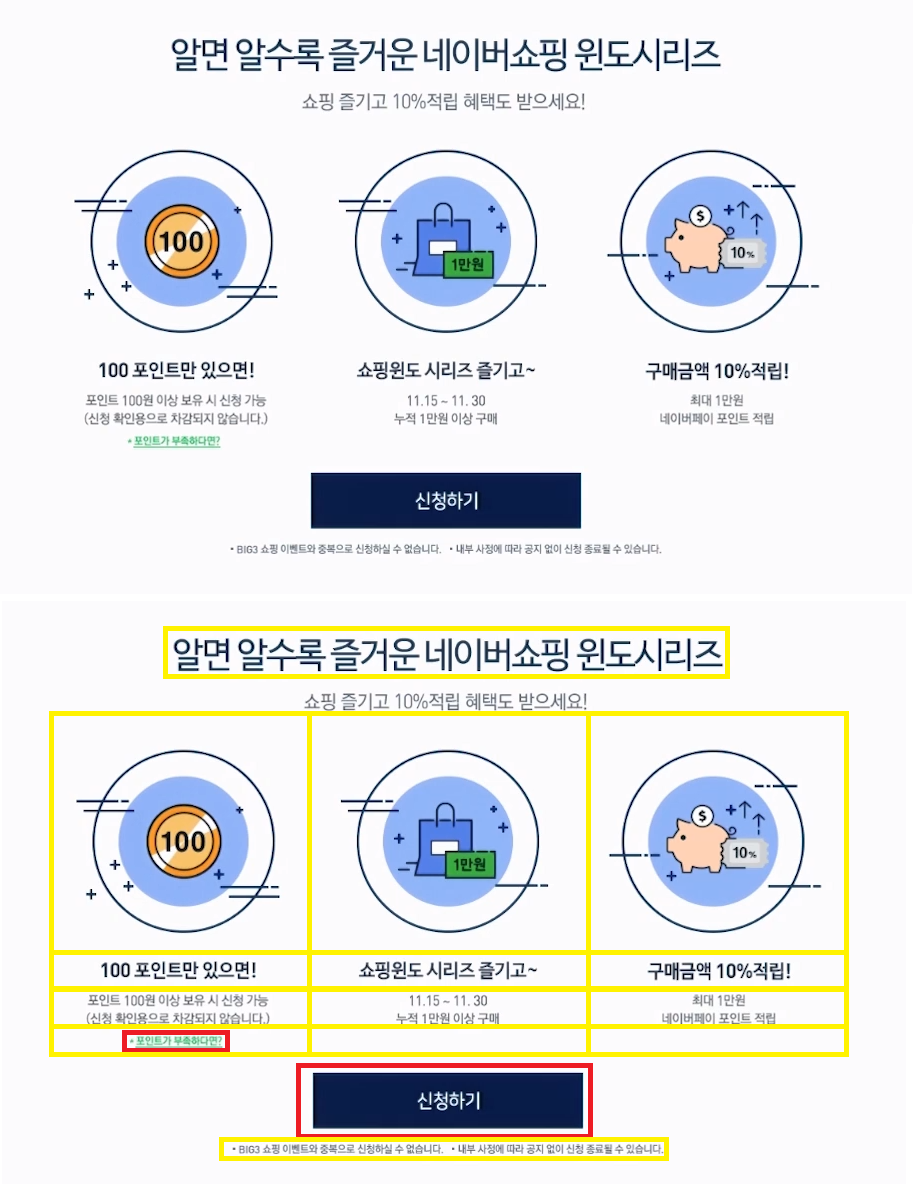 알면 알수록 즐거운 네이버쇼핑 윈도시리즈
쇼핑 즐기고 10%적립 혜택도 받으세요!
100
1만원
$
10%
100 포인트만 있으면!
쇼핑윈도 시리즈 즐기고~
구매금액 10%적립!
포인트 100원 이상 보유 시 신청 가능
(신청 확인용으로 차감되지 않습니다.)
11.15 ~ 11. 30
누적 1만원 이상 구매
최대 1만원
네이버페이 포인트 적립
• 포인트가 부족하다면?
신청하기
• BIG3 쇼핑 이벤트와 중복으로 신청하실 수 없습니다. • 내부 사정에 따라 공지 없이 신청 종료될 수 있습니다.
알면 알수록 즐거운 네이버쇼핑 윈도시리즈
쇼핑 즐기고 10%적립 혜택도 받으세요!
100
1만원
$
10%
100 포인트만 있으면!
쇼핑윈도 시리즈 즐기고~
구매금액 10%적립!
포인트 100원 이상 보유 시 신청 가능
(신청 확인용으로 차감되지 않습니다.)
11.15 ~ 11. 30
누적 1만원 이상 구매
최대 1만원
네이버페이 포인트 적립
• 포인트가 부족하다면?
신청하기
• BIG3 쇼핑 이벤트와 중복으로 신청하실 수 없습니다. • 내부 사정에 따라 공지 없이 신청 종료될 수 있습니다.